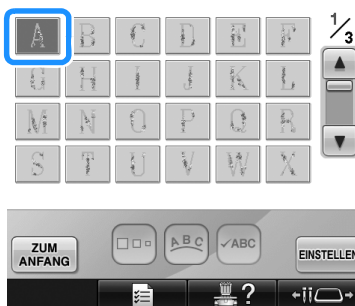 A B C D E F 1/3
G H I J K L
M N O P Q R
S T U V W X
ZUM ANFANG ABC ✓ABC EINSTELLEN
?